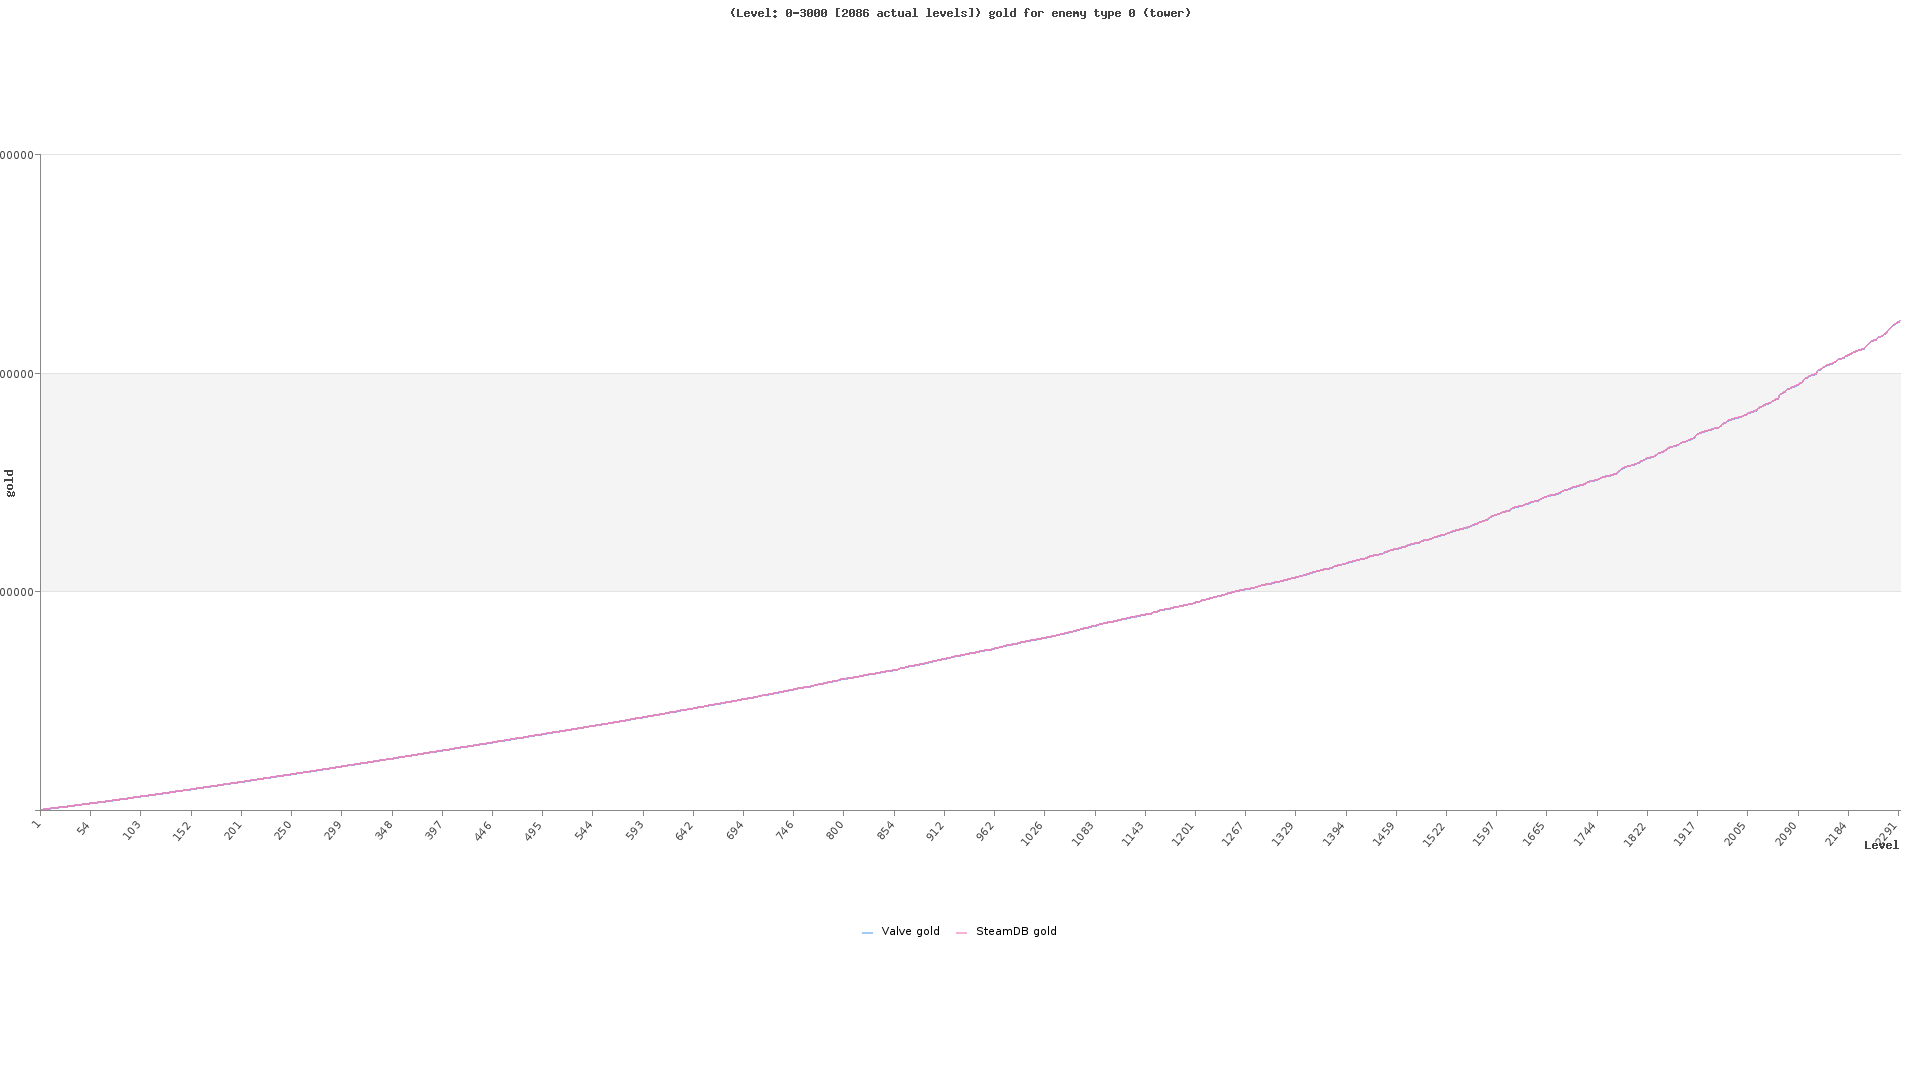 (Level: 0-3000 [2086 actual levels]) gold for enemy type 0 (tower)
00000
00000
00000
gold
1 54 103 152 201 250 299 348 397 446 495 544 593 642 694 746 800 854 912 962 1026 1083 1143 1201 1267 1329 1394 1459 1522 1597 1665 1744 1822 1917 2005 2090 2184 2291
Level
Valve gold SteamDB gold